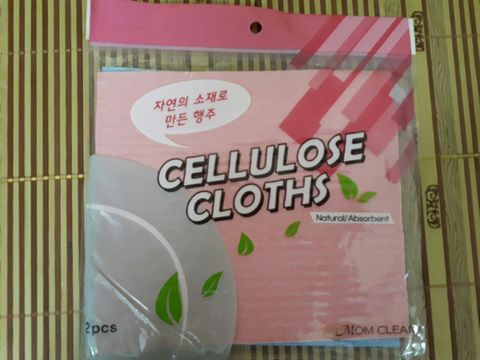 자연의 소재로
만든 행주
CELLULOSE
CLOTHS
Natural/Absorbent
2pcs
MOM CLEAN